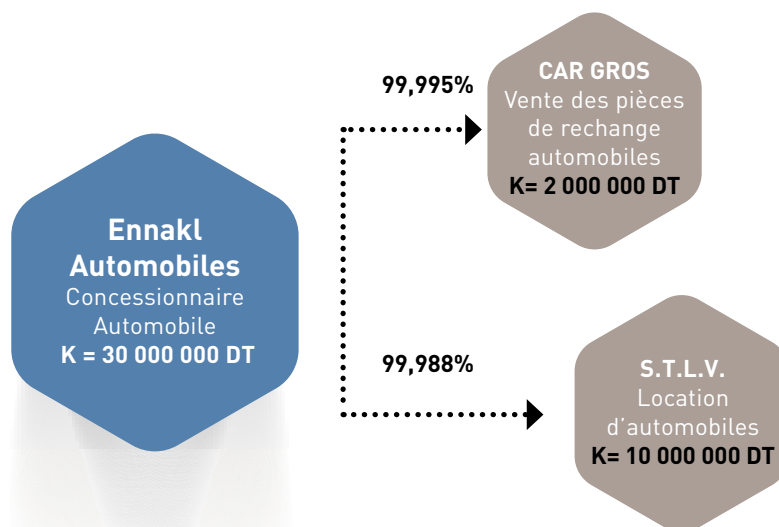 Ennakl
Automobiles
Concessionnaire
Automobile
K = 30 000 000 DT
99,995%
CAR GROS
Vente des pièces
de rechange
automobiles
K= 2 000 000 DT
99,988%
S.T.L.V.
Location
d’automobiles
K= 10 000 000 DT